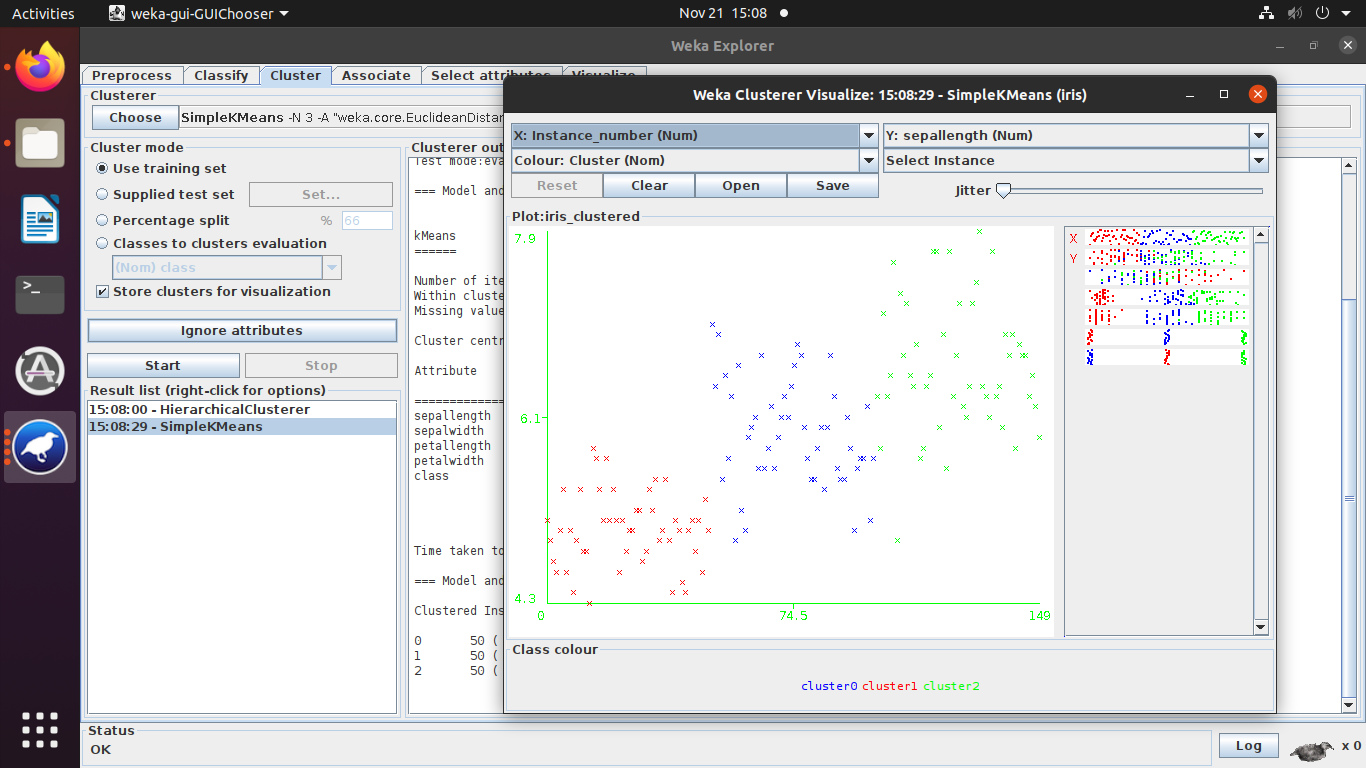 Activities
weka-gui-GUIChooser
Nov 21 15:08
Weka Explorer
Preprocess
Classify
Cluster
Associate
Select attributes
Visualize
Clusterer
Choose
SimpleKMeans -N 3 -A "weka.core.EuclideanDistan
Cluster mode
Use training set
Supplied test set
Set...
Percentage split
%
66
Classes to clusters evaluation
(Nom) class
Store clusters for visualization
Ignore attributes
Start
Stop
Result list (right-click for options)
15:08:00 - HierarchicalClusterer
15:08:29 - SimpleKMeans
Clusterer out
Test mode:eva
=== Model and
kMeans
======
Number of ite
Within cluste
Missing value
Cluster centr
Attribute
=============
sepallength
sepalwidth
petallength
petalwidth
class
Time taken to
=== Model and
Clustered Ins
0 50 (
1 50 (
2 50 (
Weka Clusterer Visualize: 15:08:29 - SimpleKMeans (iris)
X: Instance_number (Num)
Y: sepallength (Num)
Colour: Cluster (Nom)
Select Instance
Reset
Clear
Open
Save
Jitter
Plot:iris_clustered
7.9
6.1
4.3
0
74.5
149
X
Y
Class colour
cluster0 cluster1 cluster2
Status
OK
Log
x 0